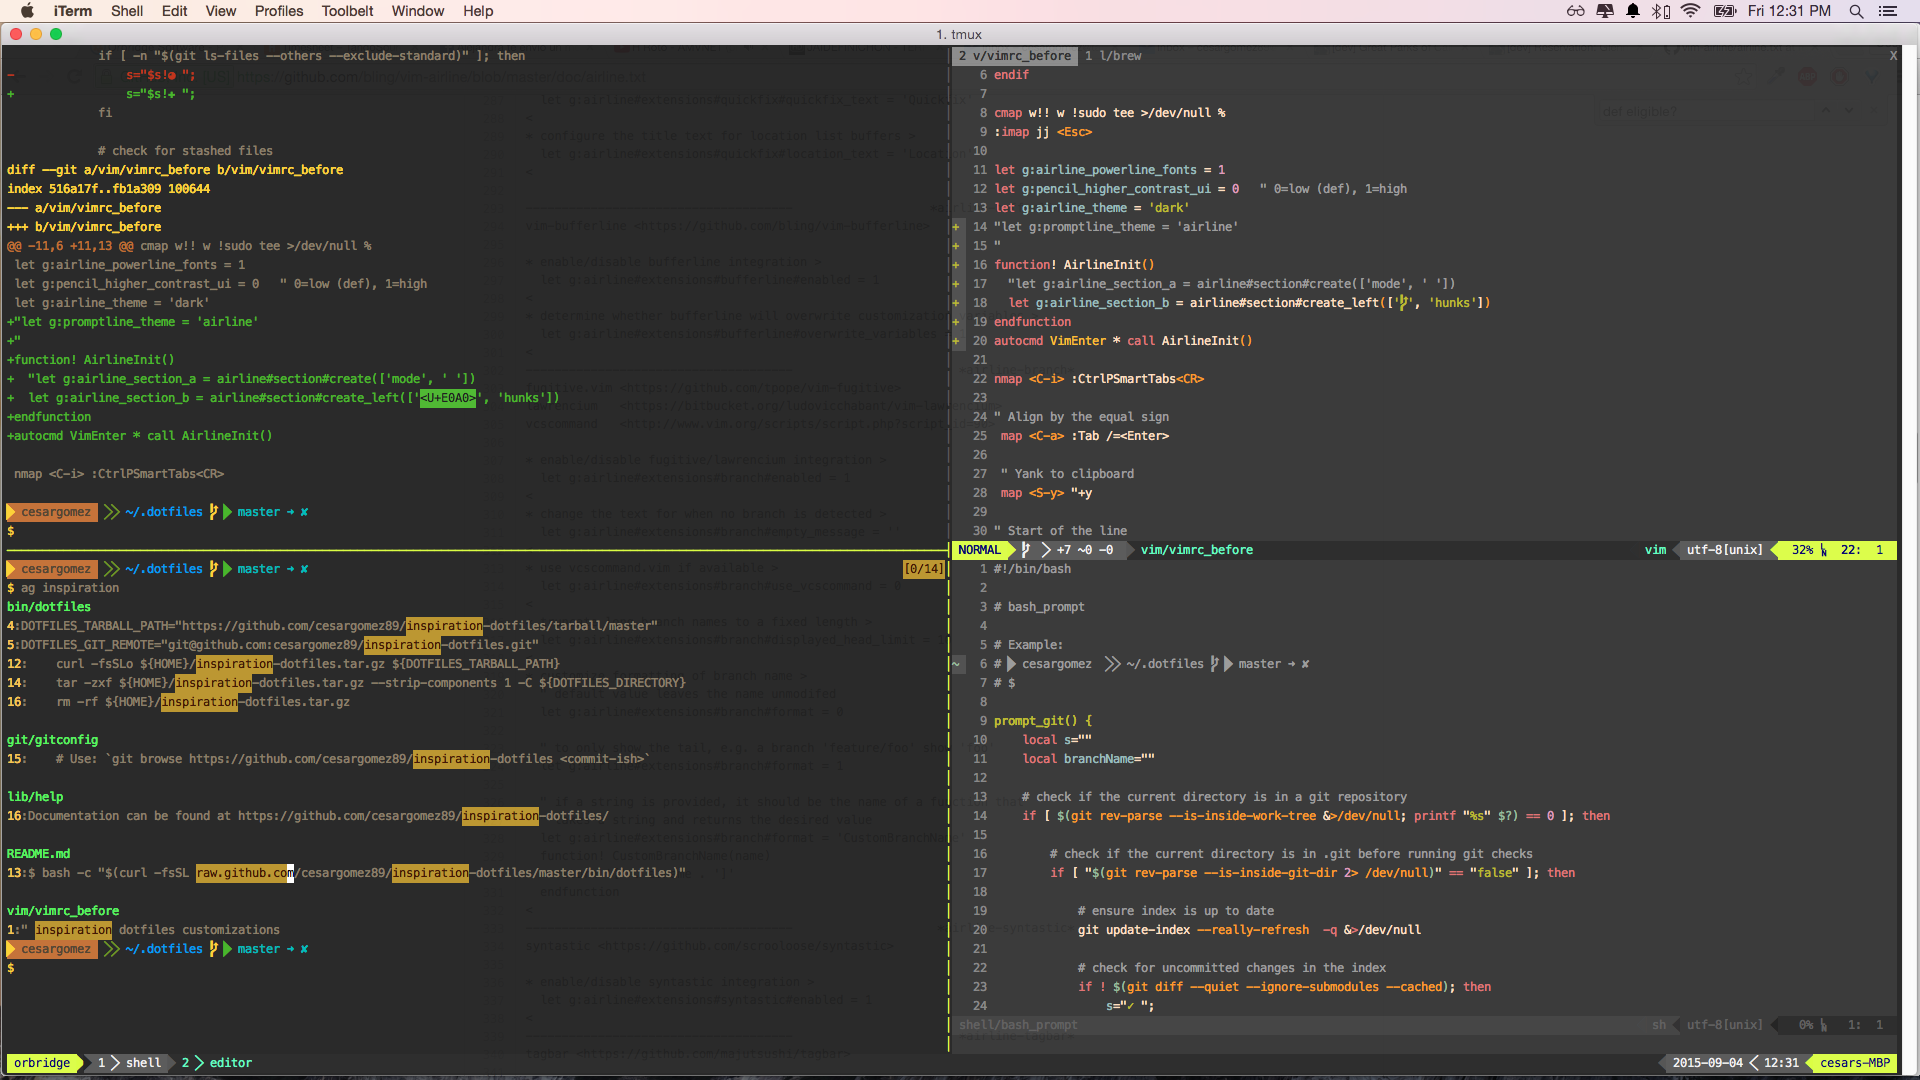 iTerm Shell Edit View Profiles Toolbelt Window Help
Fri 12:31 PM
1. tmux
if [ -n "$(git ls-files --others --exclude-standard)" ]; then
- s="$s!● ";
+ s="$s!+ ";
fi
# check for stashed files
diff --git a/vim/vimrc_before b/vim/vimrc_before
index 516a17f..fb1a309 100644
--- a/vim/vimrc_before
+++ b/vim/vimrc_before
@@ -11,6 +11,13 @@ cmap w!! w !sudo tee >/dev/null %
let g:airline_powerline_fonts = 1
let g:pencil_higher_contrast_ui = 0 " 0=low (def), 1=high
let g:airline_theme = 'dark'
+"let g:promptline_theme = 'airline'
+"
+function! AirlineInit()
+ "let g:airline_section_a = airline#section#create(['mode', ' '])
+ let g:airline_section_b = airline#section#create_left(['<U+E0A0>', 'hunks'])
+endfunction
+autocmd VimEnter * call AirlineInit()
nmap <C-i> :CtrlPSmartTabs<CR>
cesargomez ~/.dotfiles master → ✘
$
cesargomez ~/.dotfiles master → ✘
[0/14]
$ ag inspiration
bin/dotfiles
4:DOTFILES_TARBALL_PATH="https://github.com/cesargomez89/inspiration-dotfiles/tarball/master"
5:DOTFILES_GIT_REMOTE="git@github.com:cesargomez89/inspiration-dotfiles.git"
12: curl -fsSLo ${HOME}/inspiration-dotfiles.tar.gz ${DOTFILES_TARBALL_PATH}
14: tar -zxf ${HOME}/inspiration-dotfiles.tar.gz --strip-components 1 -C ${DOTFILES_DIRECTORY}
16: rm -rf ${HOME}/inspiration-dotfiles.tar.gz
git/gitconfig
15: # Use: `git browse https://github.com/cesargomez89/inspiration-dotfiles <commit-ish>`
lib/help
16:Documentation can be found at https://github.com/cesargomez89/inspiration-dotfiles/
README.md
13:$ bash -c "$(curl -fsSL raw.github.com/cesargomez89/inspiration-dotfiles/master/bin/dotfiles)"
vim/vimrc_before
1:" inspiration dotfiles customizations
cesargomez ~/.dotfiles master → ✘
$
2 v/vimrc_before 1 l/brew X
6 endif
7
8 cmap w!! w !sudo tee >/dev/null %
9 :imap jj <Esc>
10
11 let g:airline_powerline_fonts = 1
12 let g:pencil_higher_contrast_ui = 0 " 0=low (def), 1=high
13 let g:airline_theme = 'dark'
+ 14 "let g:promptline_theme = 'airline'
+ 15 "
+ 16 function! AirlineInit()
+ 17 "let g:airline_section_a = airline#section#create(['mode', ' '])
+ 18 let g:airline_section_b = airline#section#create_left(['', 'hunks'])
+ 19 endfunction
+ 20 autocmd VimEnter * call AirlineInit()
21
22 nmap <C-i> :CtrlPSmartTabs<CR>
23
24 " Align by the equal sign
25 map <C-a> :Tab /=<Enter>
26
27 " Yank to clipboard
28 map <S-y> "+y
29
30 " Start of the line
NORMAL +7 ~0 -0 vim/vimrc_before vim utf-8[unix] 32% 22: 1
1 #!/bin/bash
2
3 # bash_prompt
4
5 # Example:
~ 6 # cesargomez ~/.dotfiles master → ✘
7 # $
8
9 prompt_git() {
10 local s=""
11 local branchName=""
12
13 # check if the current directory is in a git repository
14 if [ $(git rev-parse --is-inside-work-tree &>/dev/null; printf "%s" $?) == 0 ]; then
15
16 # check if the current directory is in .git before running git checks
17 if [ "$(git rev-parse --is-inside-git-dir 2> /dev/null)" == "false" ]; then
18
19 # ensure index is up to date
20 git update-index --really-refresh -q &>/dev/null
21
22 # check for uncommitted changes in the index
23 if ! $(git diff --quiet --ignore-submodules --cached); then
24 s="✓ ";
shell/bash_prompt sh utf-8[unix] 0% 1: 1
orbridge 1 shell 2 editor
2015-09-04 12:31 cesars-MBP